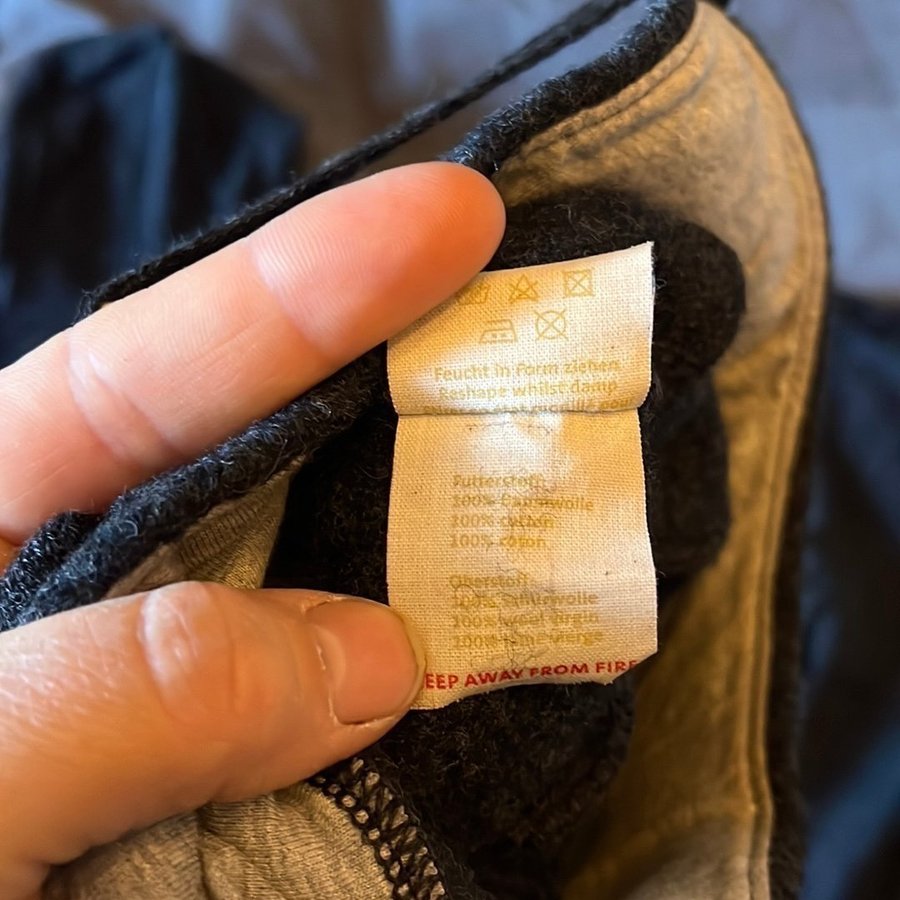 Feucht in Form ziehen
Reshape whilst damp
Futterstoff:
100% Baumwolle
100% cotton
100% coton
Oberstoff
100% Schurwolle
100% wool virgin
100% laine vierge
EEP AWAY FROM FIRE